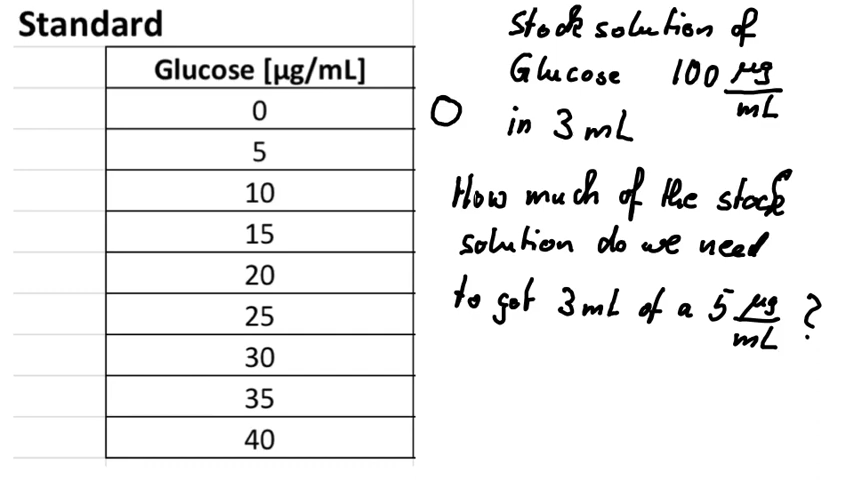 Standard
Glucose [µg/mL]
0
5
10
15
20
25
30
35
40
Stock solution of
Glucose 100 µg/mL
in 3 mL
How much of the stock
solution do we need
to get 3 mL of a 5 µg/mL ?